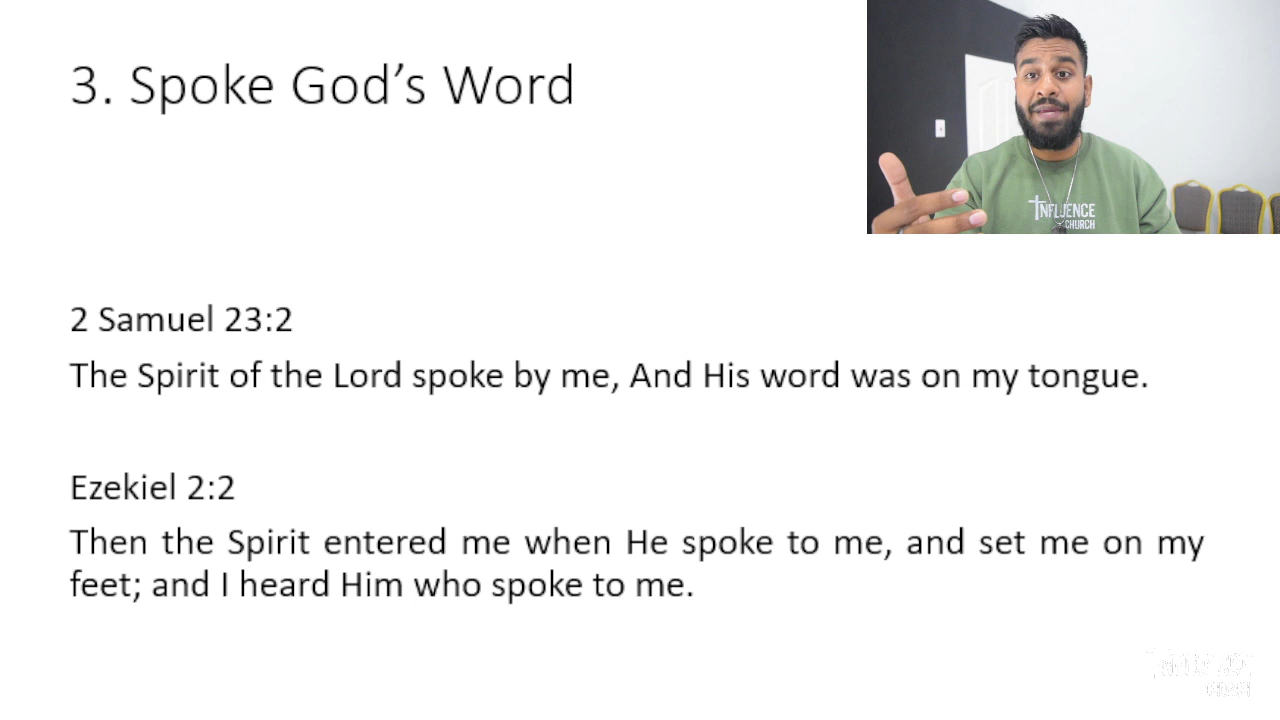 3. Spoke God’s Word
INFLUENCE
CHURCH
2 Samuel 23:2
The Spirit of the Lord spoke by me, And His word was on my tongue.
Ezekiel 2:2
Then the Spirit entered me when He spoke to me, and set me on my
feet; and I heard Him who spoke to me.